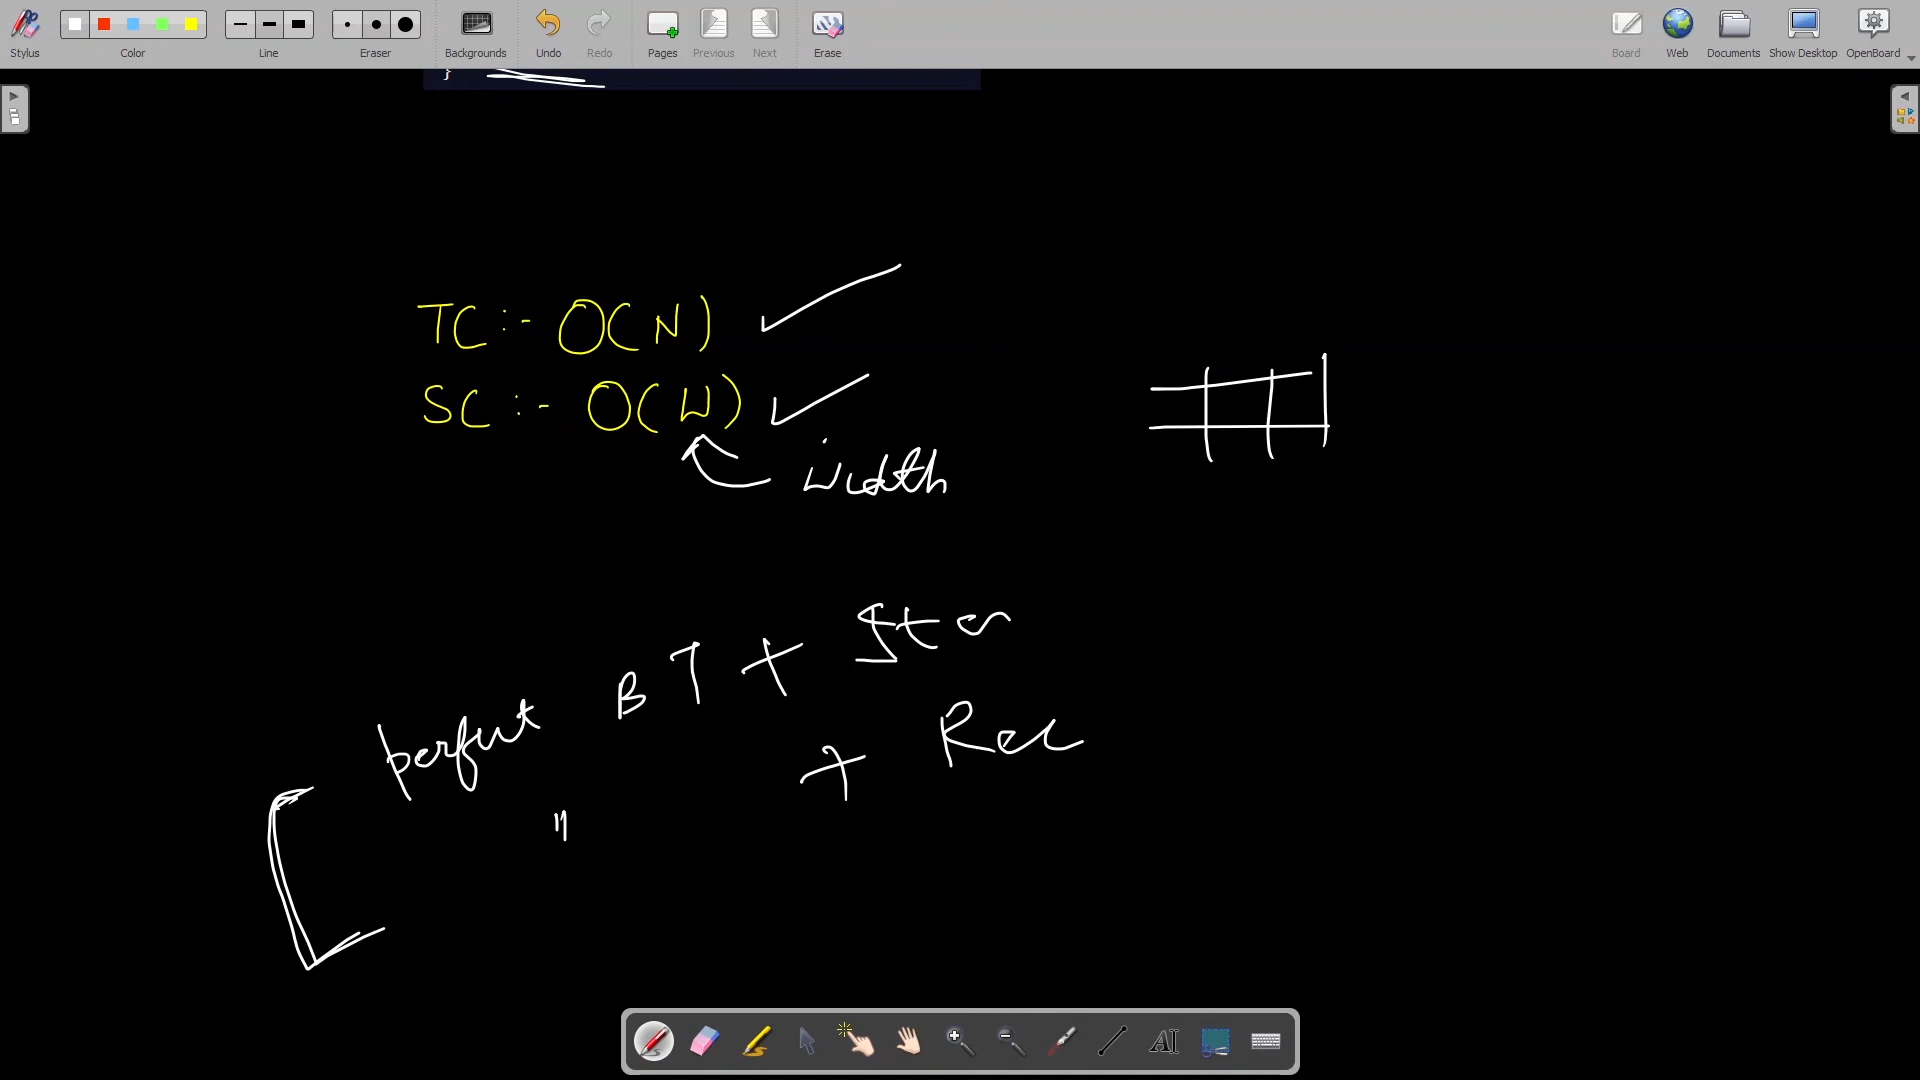 Stylus Color Line Eraser Backgrounds Undo Redo Pages Previous Next Erase Board Web Documents Show Desktop OpenBoard
}
TC :- O(N)
SC :- O(W)
width
perfect BT + Iter
" + Rec